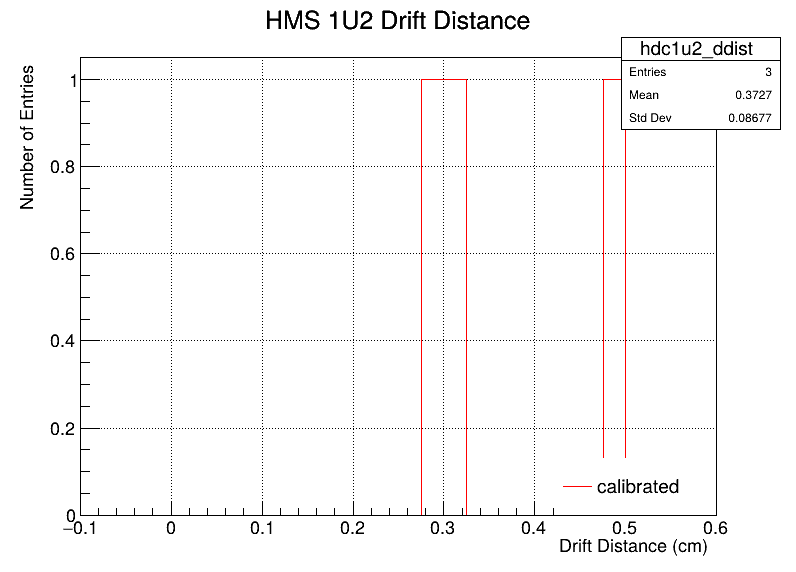 HMS 1U2 Drift Distance
hdc1u2_ddist
Entries 3
Mean 0.3727
Std Dev 0.08677
Number of Entries
1
0.8
0.6
0.4
0.2
0
calibrated
−0.1 0 0.1 0.2 0.3 0.4 0.5 0.6
Drift Distance (cm)